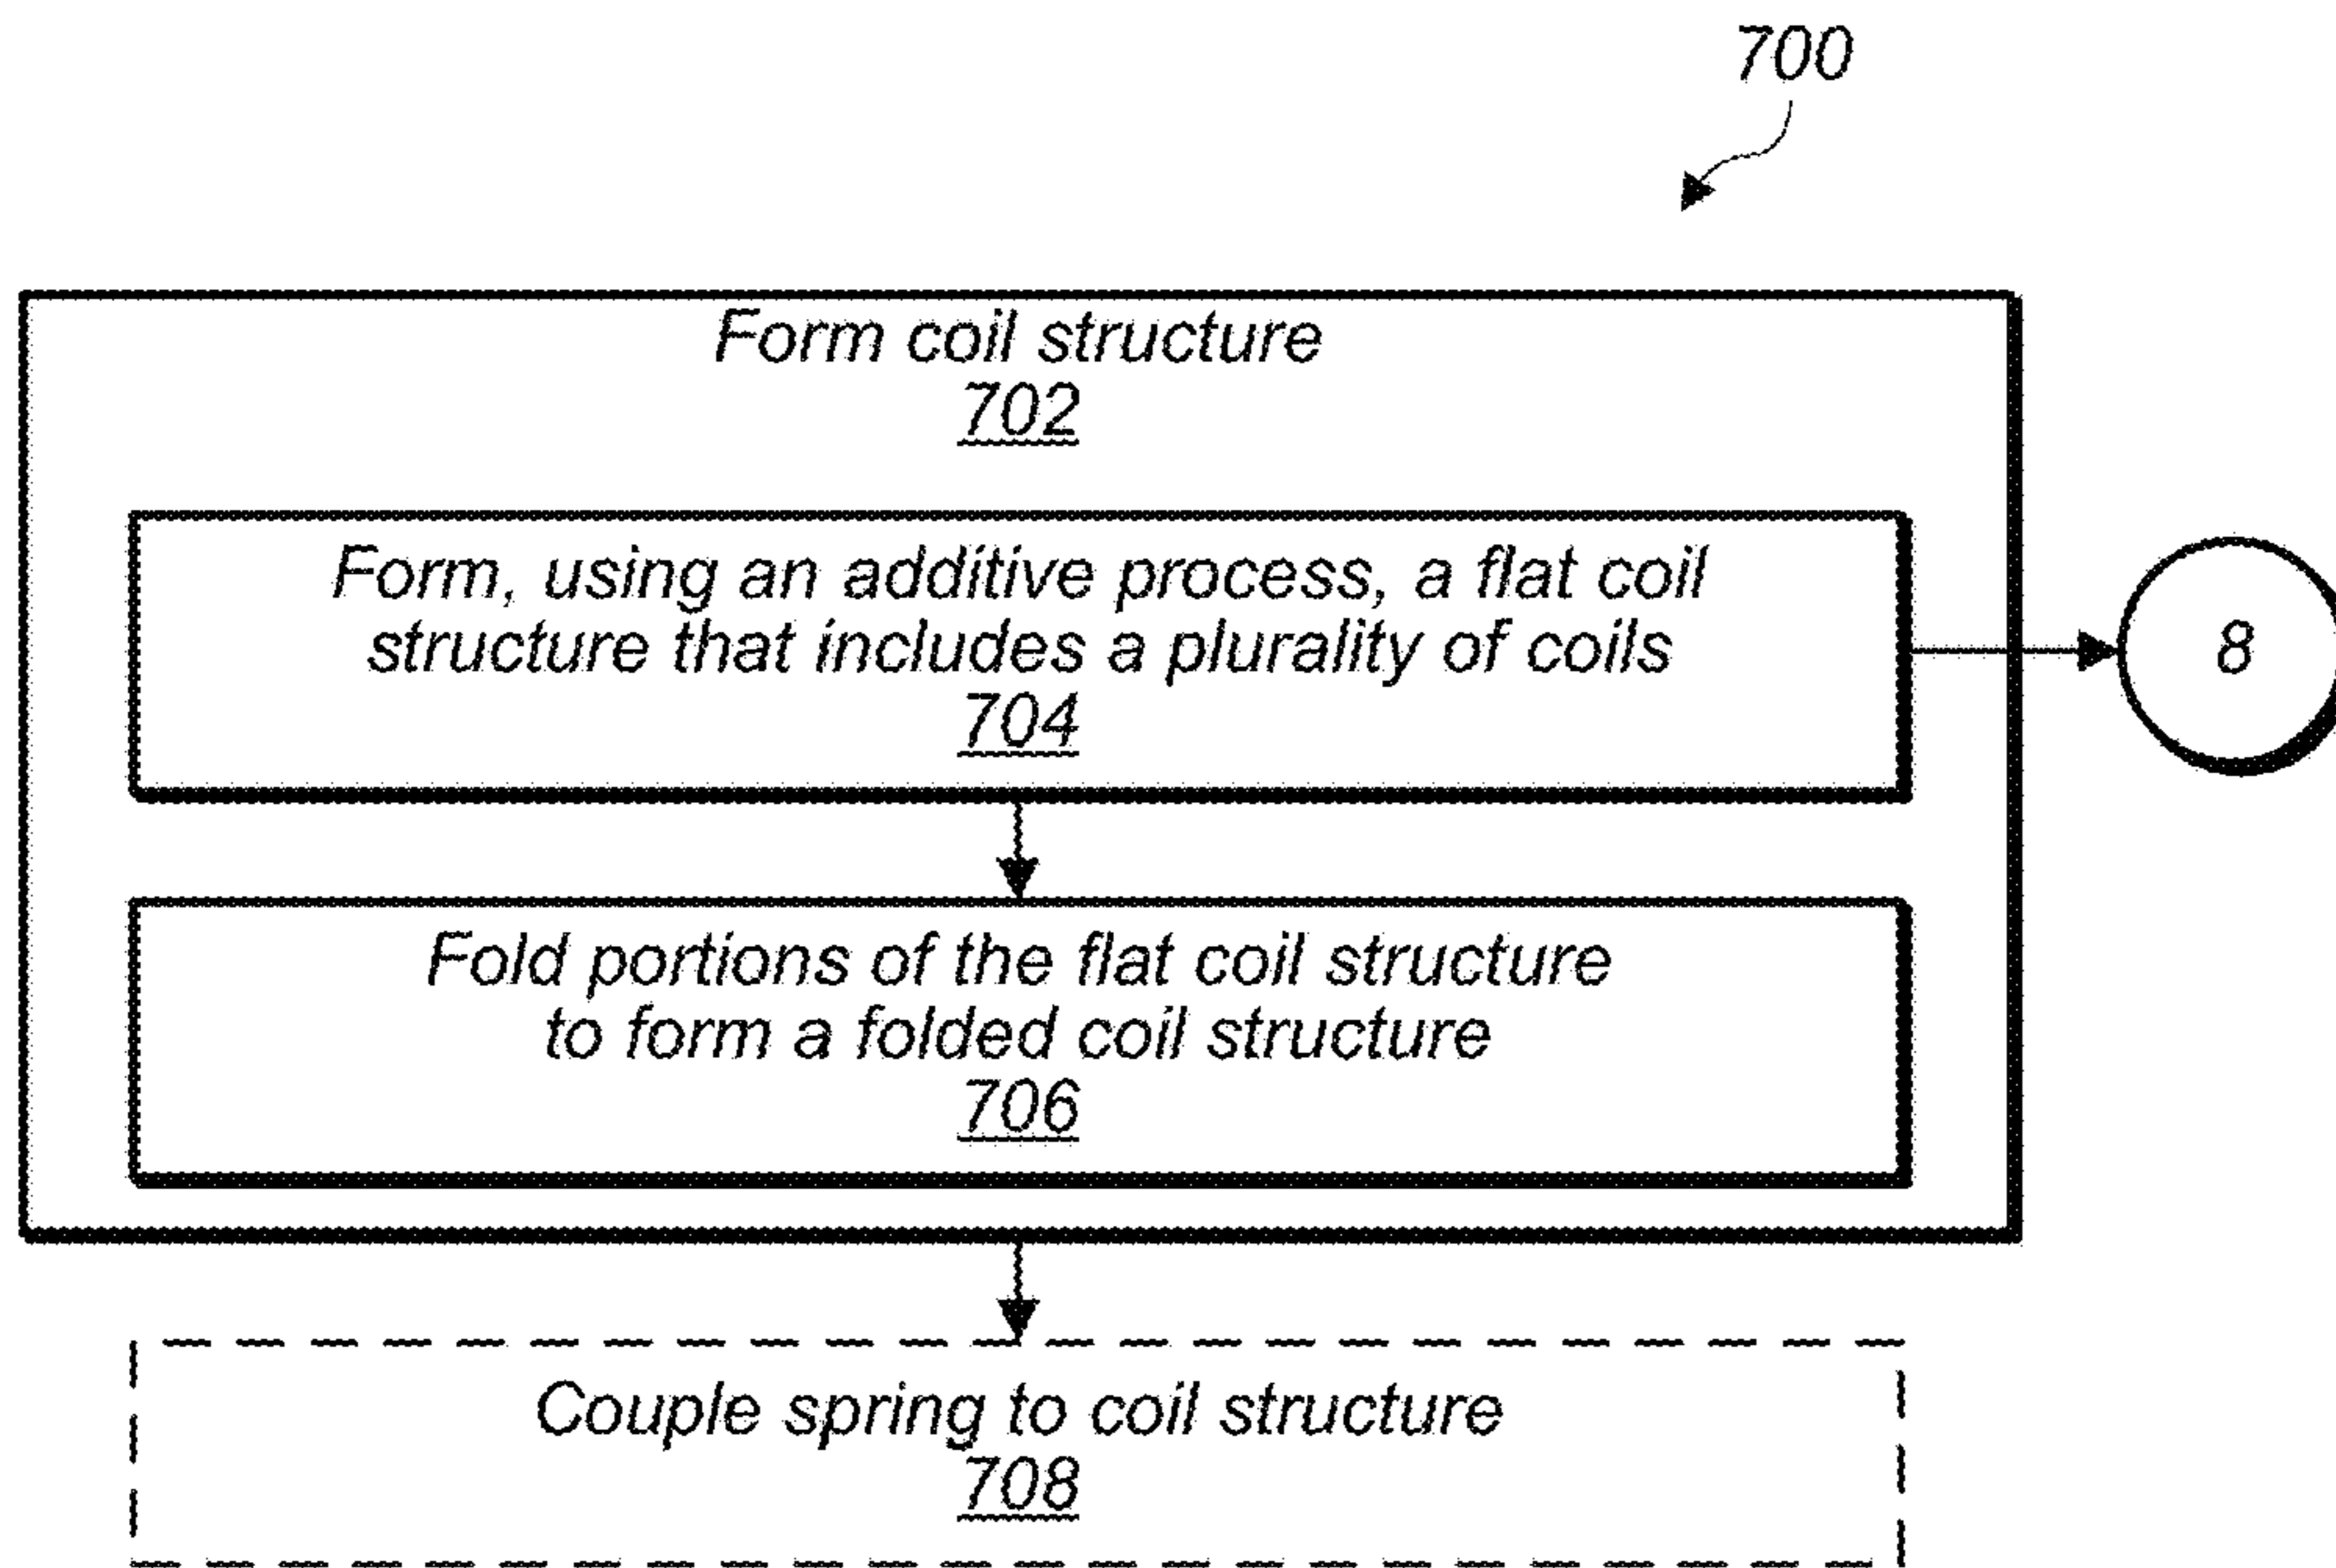 700
Form coil structure
702
Form, using an additive process, a flat coil
structure that includes a plurality of coils
704
8
Fold portions of the flat coil structure
to form a folded coil structure
706
Couple spring to coil structure
708